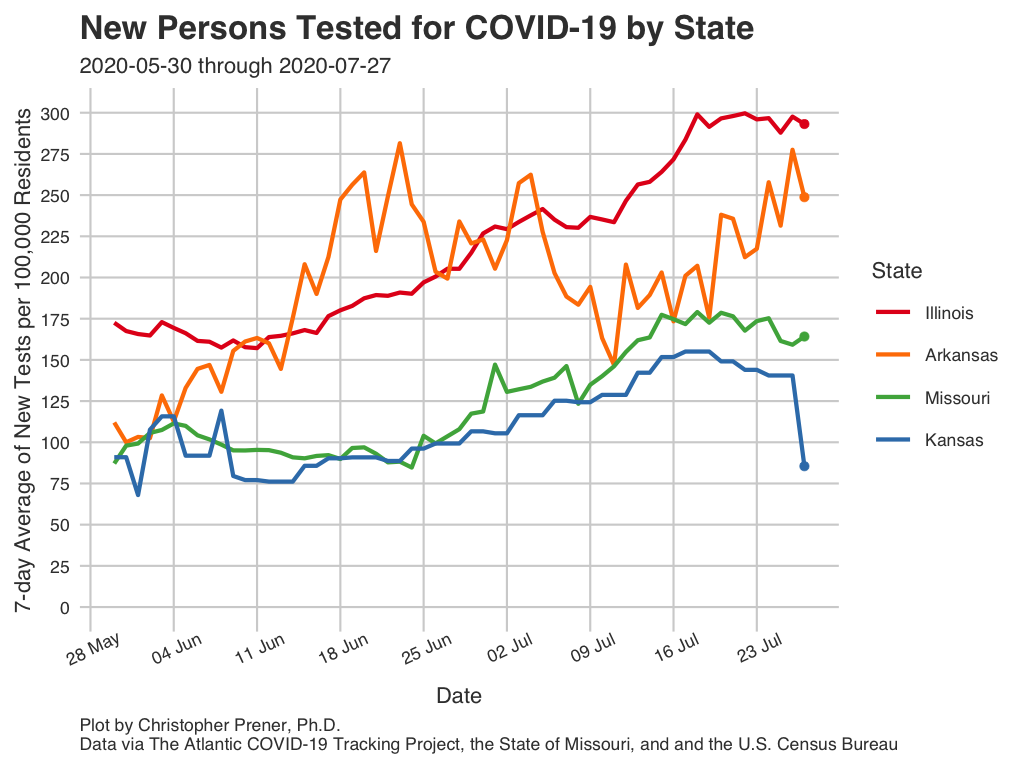 New Persons Tested for COVID-19 by State
2020-05-30 through 2020-07-27
7-day Average of New Tests per 100,000 Residents
300
275
250
225
200
175
150
125
100
75
50
25
0
28 May
04 Jun
11 Jun
18 Jun
25 Jun
02 Jul
09 Jul
16 Jul
23 Jul
Date
State
Illinois
Arkansas
Missouri
Kansas
Plot by Christopher Prener, Ph.D.
Data via The Atlantic COVID-19 Tracking Project, the State of Missouri, and and the U.S. Census Bureau